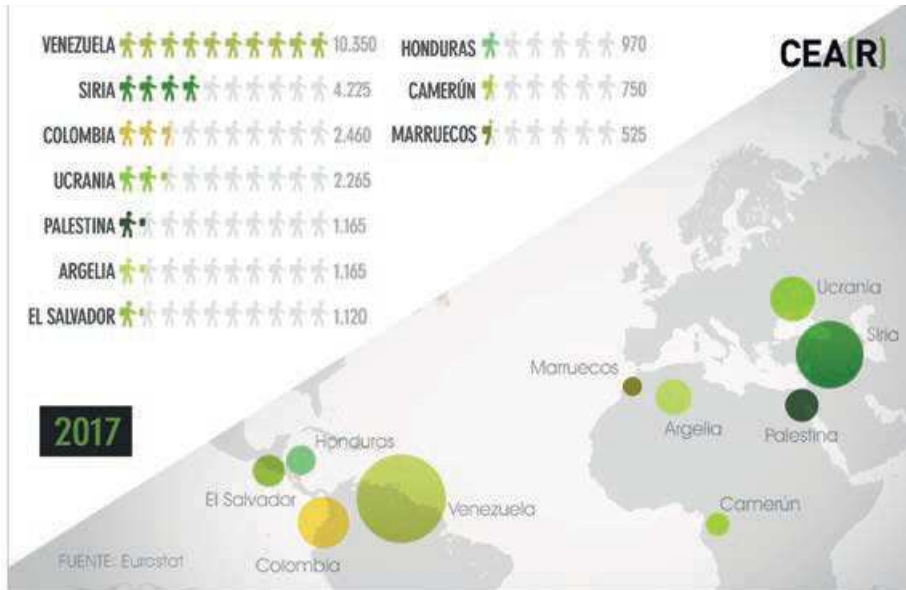 VENEZUELA 10.350
SIRIA 4.225
COLOMBIA 2.460
UCRANIA 2.265
PALESTINA 1.165
ARGELIA 1.165
EL SALVADOR 1.120
HONDURAS 970
CAMERÚN 750
MARRUECOS 525
CEA(R)
2017
Ucrania
Siria
Marruecos
Argelia
Palestina
Honduras
El Salvador
Venezuela
Camerún
Colombia
FUENTE: Eurostat